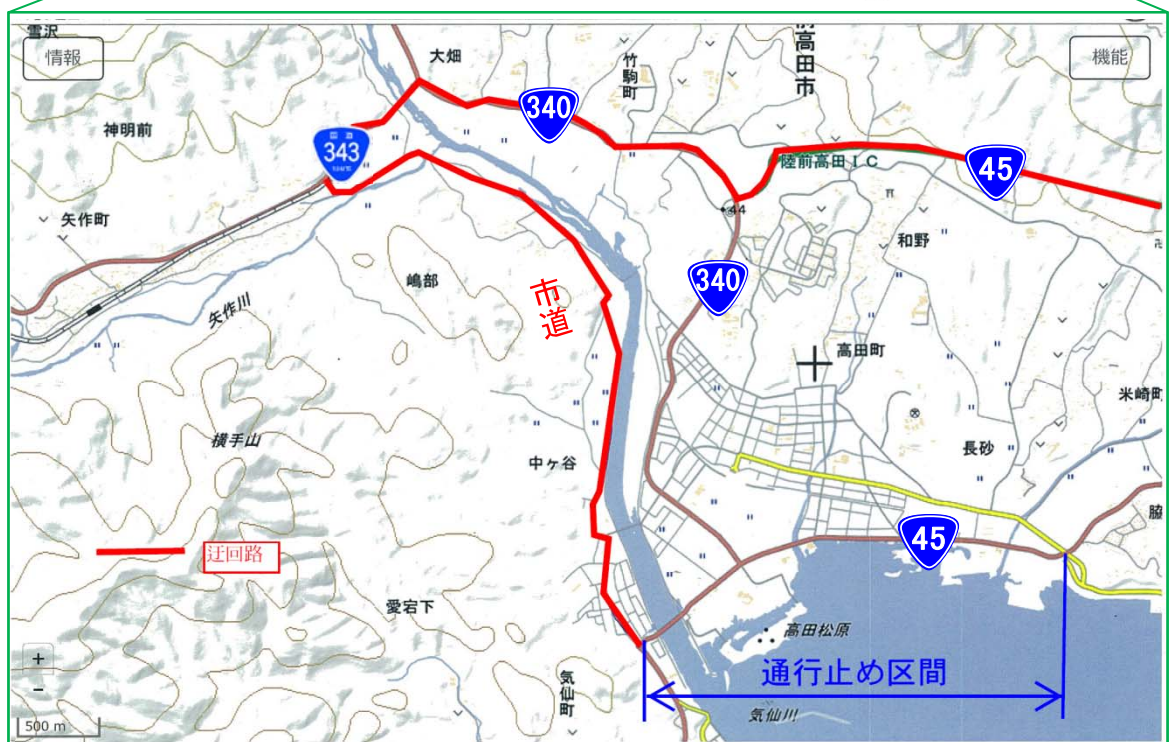 雪沢
情報
大畑
竹駒町
前高田市
機能
340
神明前
国道
343
陸前高田IC
45
44
矢作町
和野
340
嶋部
市道
矢作川
高田町
米崎町
横手山
長砂
中ヶ谷
脇
45
迂回路
愛宕下
高田松原
+
−
気仙町
通行止め区間
気仙川
500 m